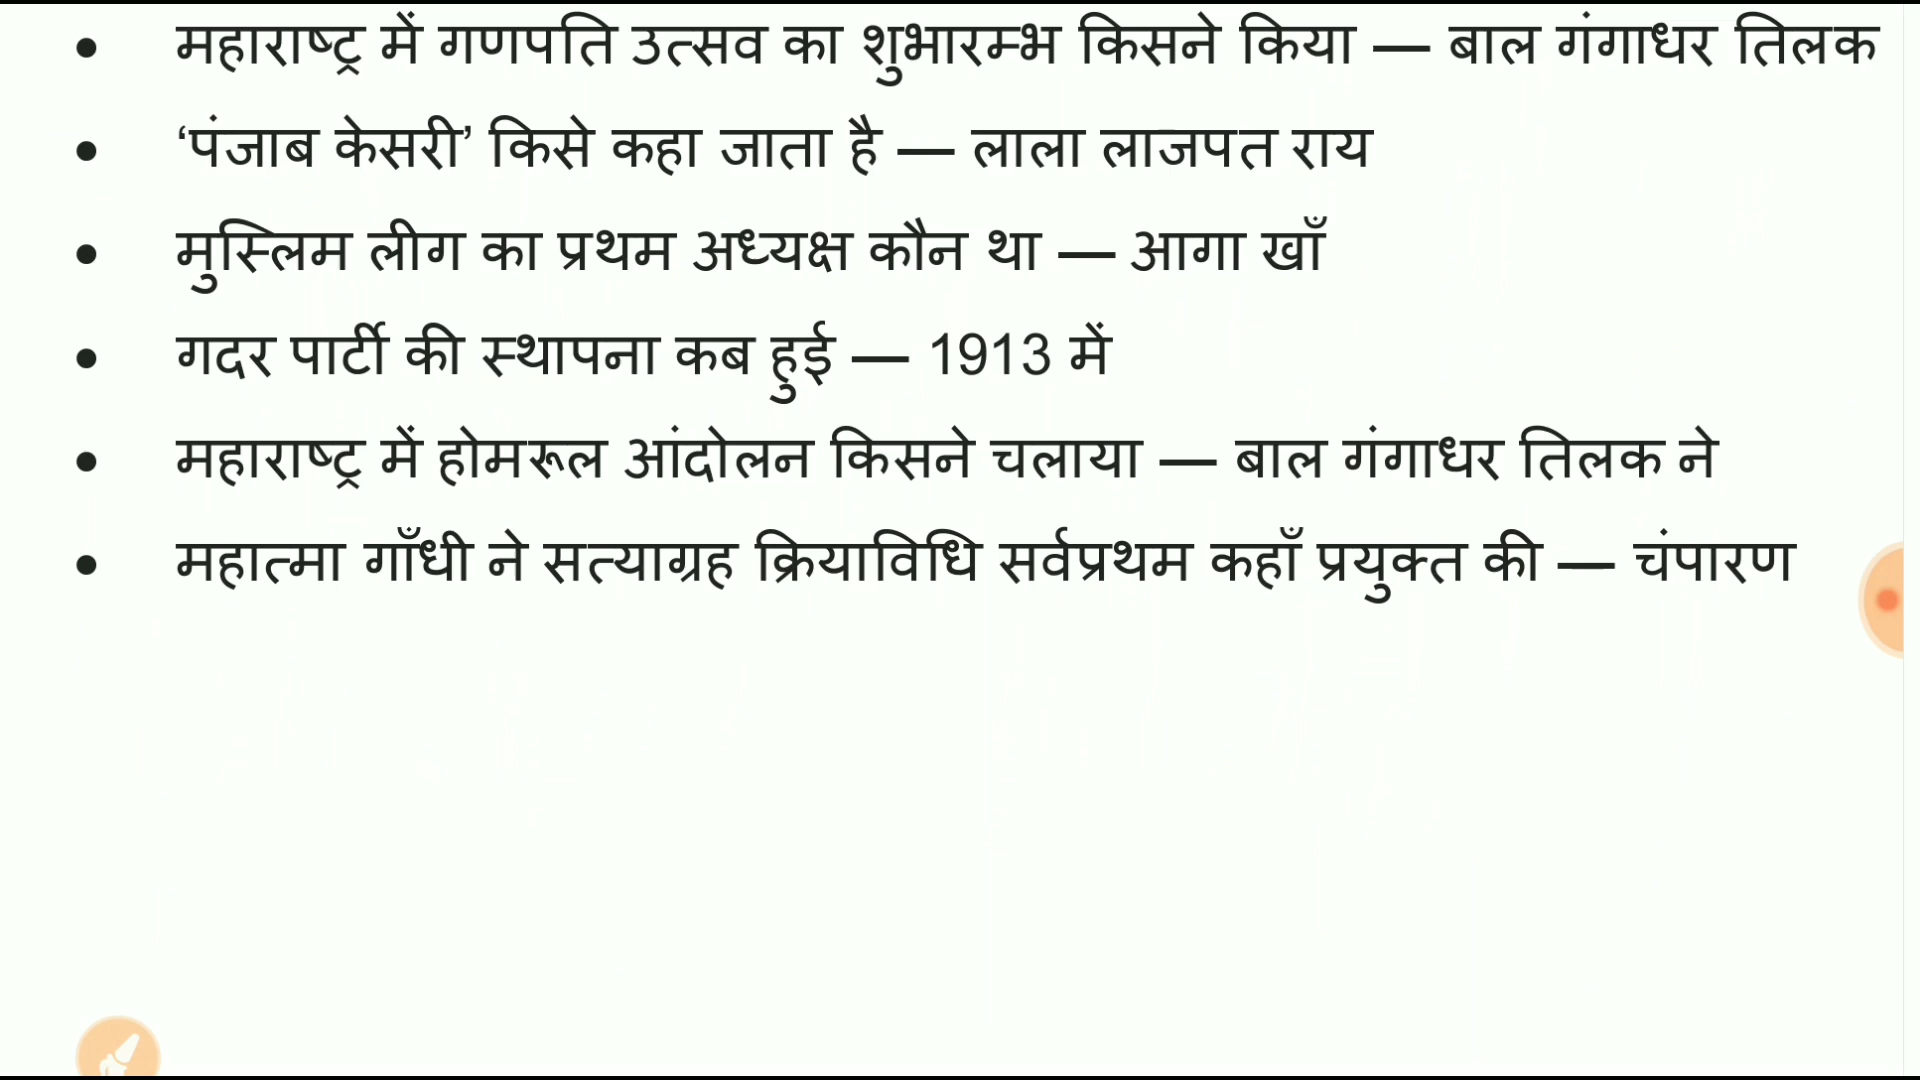 • महाराष्ट्र में गणपति उत्सव का शुभारम्भ किसने किया — बाल गंगाधर तिलक
• ‘पंजाब केसरी’ किसे कहा जाता है — लाला लाजपत राय
• मुस्लिम लीग का प्रथम अध्यक्ष कौन था — आगा खाँ
• गदर पार्टी की स्थापना कब हुई — 1913 में
• महाराष्ट्र में होमरूल आंदोलन किसने चलाया — बाल गंगाधर तिलक ने
• महात्मा गाँधी ने सत्याग्रह क्रियाविधि सर्वप्रथम कहाँ प्रयुक्त की — चंपारण